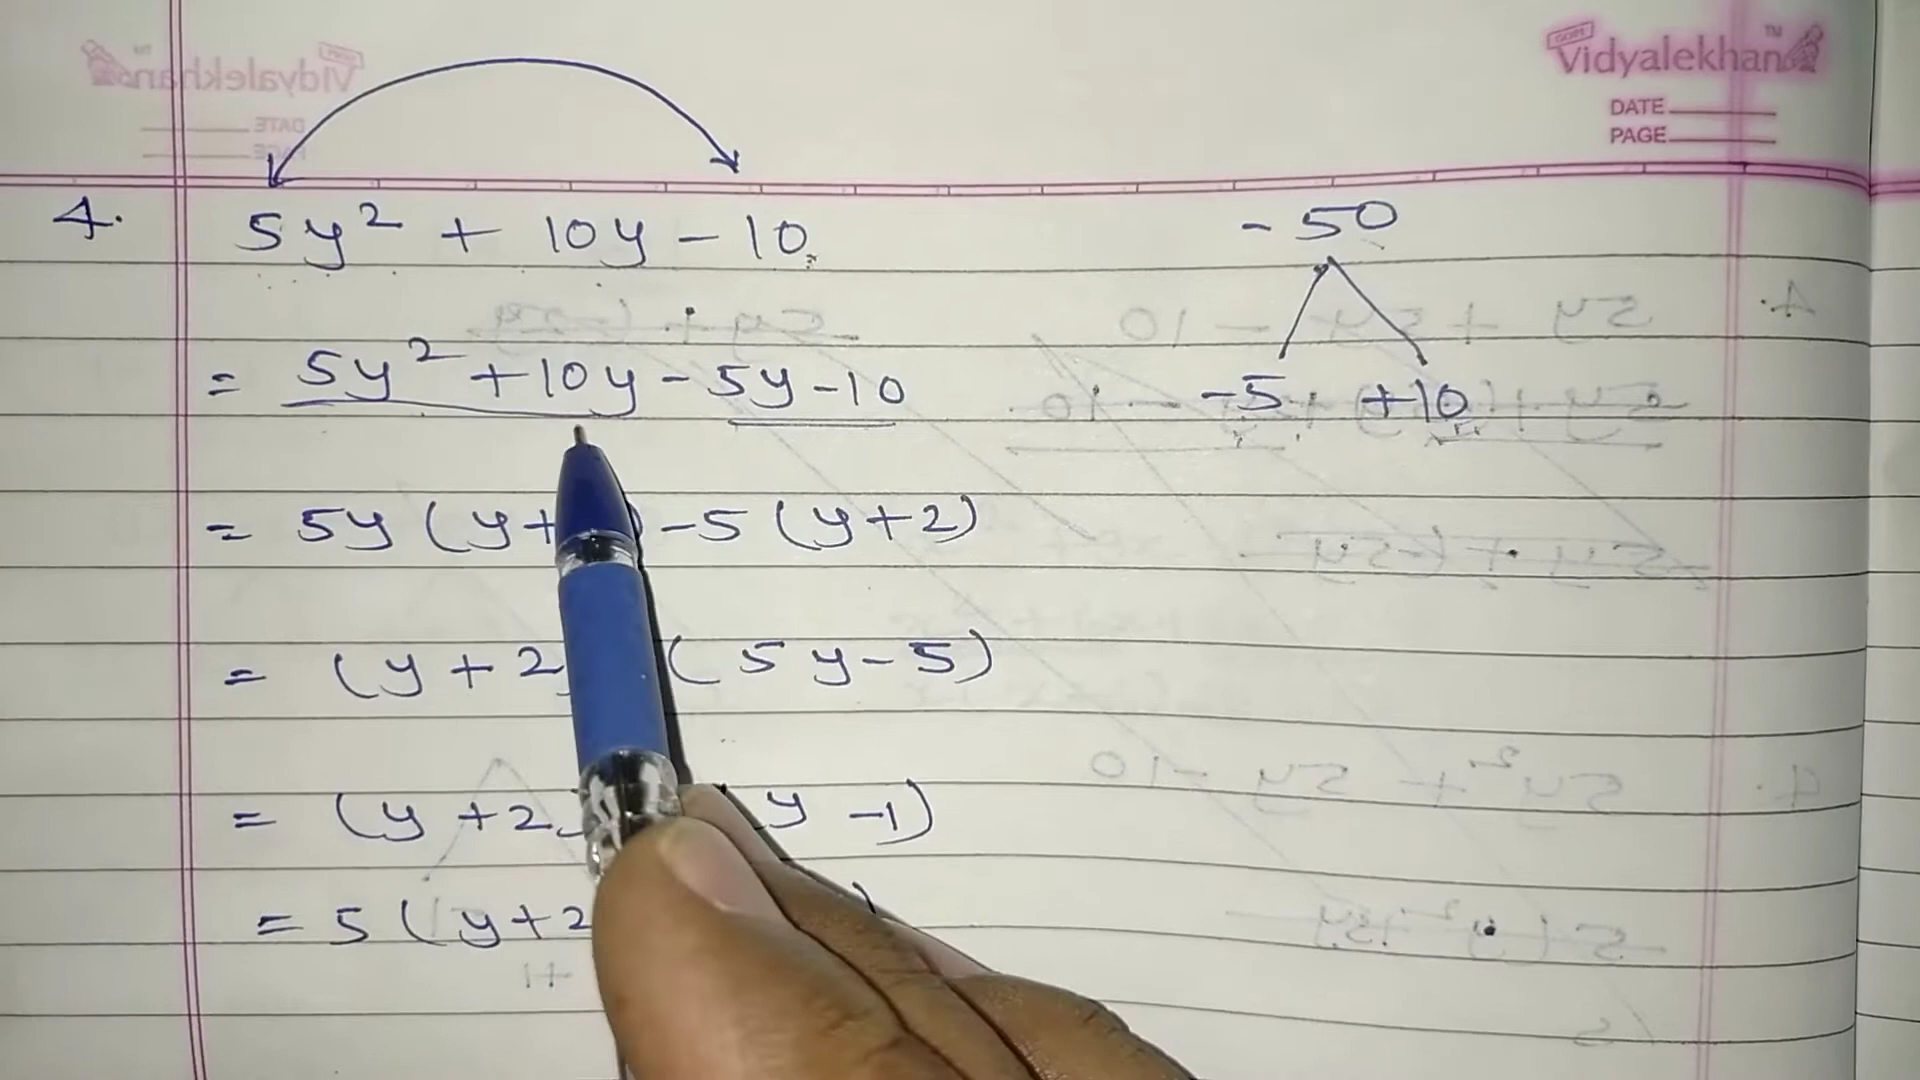 Vidyalekhan™
DATE
PAGE
4. 5y² + 10y - 10
- 50
= 5y² + 10y - 5y - 10
-5 +10
= 5y (y+ ) - 5 (y+2)
= (y + 2 (5y - 5)
= (y + 2 y - 1)
= 5 (y+2 )